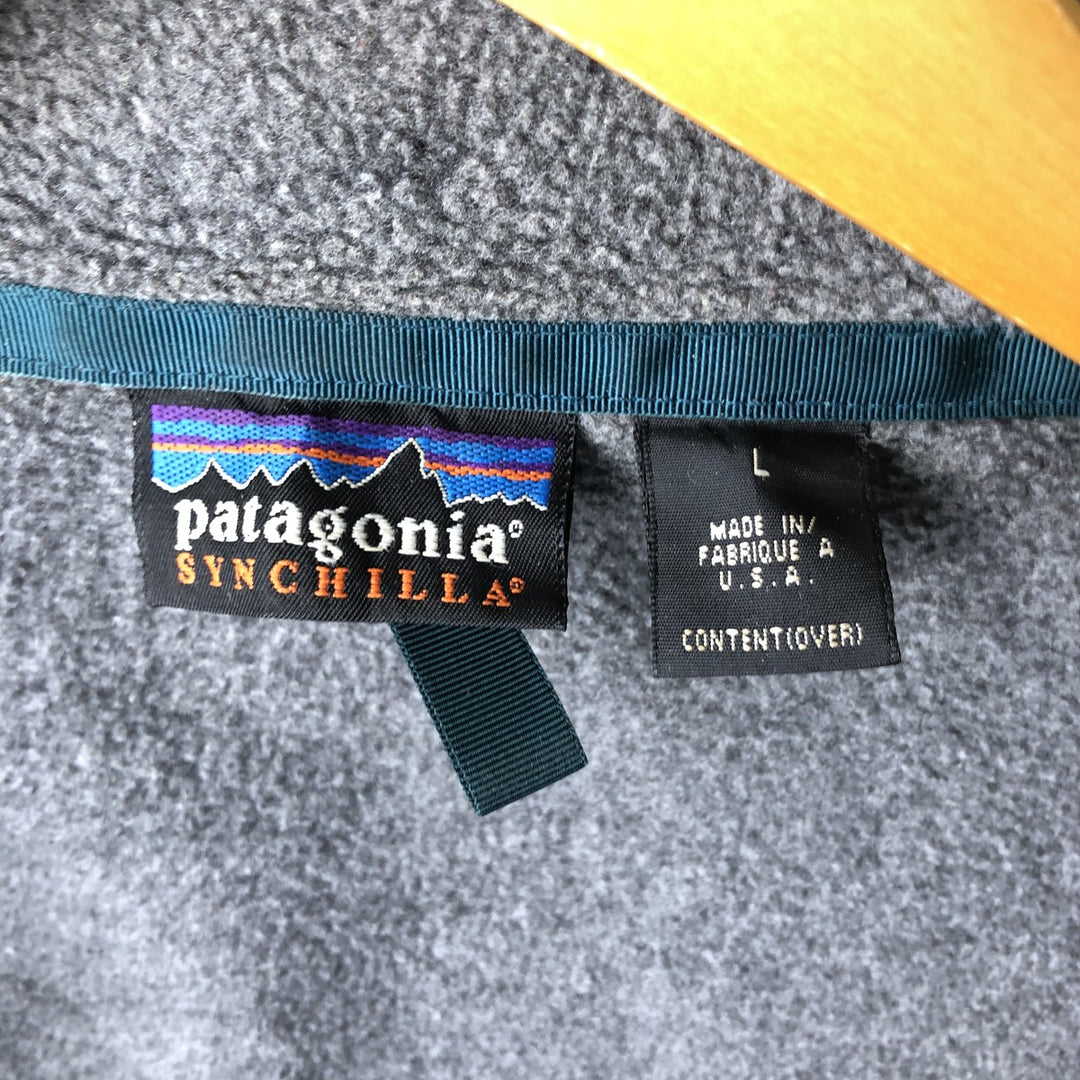 patagonia®
SYNCHILLA®
L
MADE IN/
FABRIQUE A
U.S.A.
CONTENT(OVER)